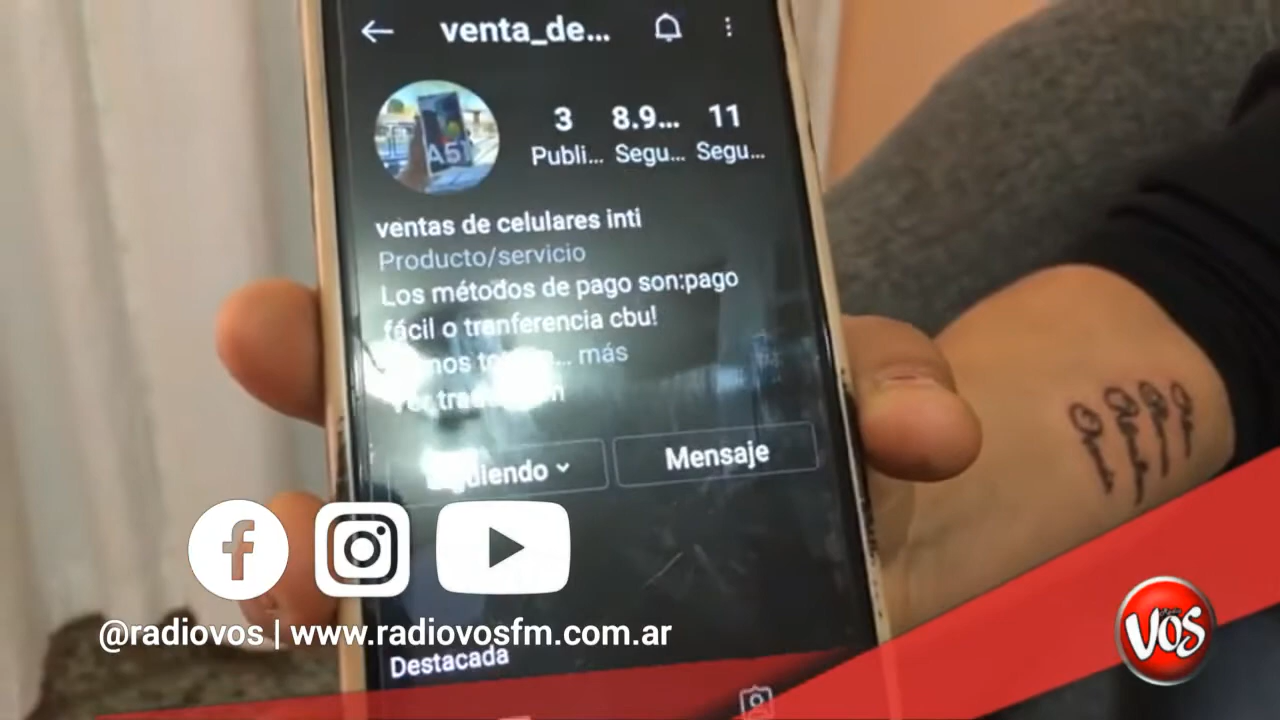 venta_de...
3 8.9... 11
Publi... Segu... Segu...
A51
ventas de celulares inti
Producto/servicio
Los métodos de pago son:pago
fácil o tranferencia cbu!
más
Mensaje
@radiovos | www.radiovosfm.com.ar
Destacada
VOS